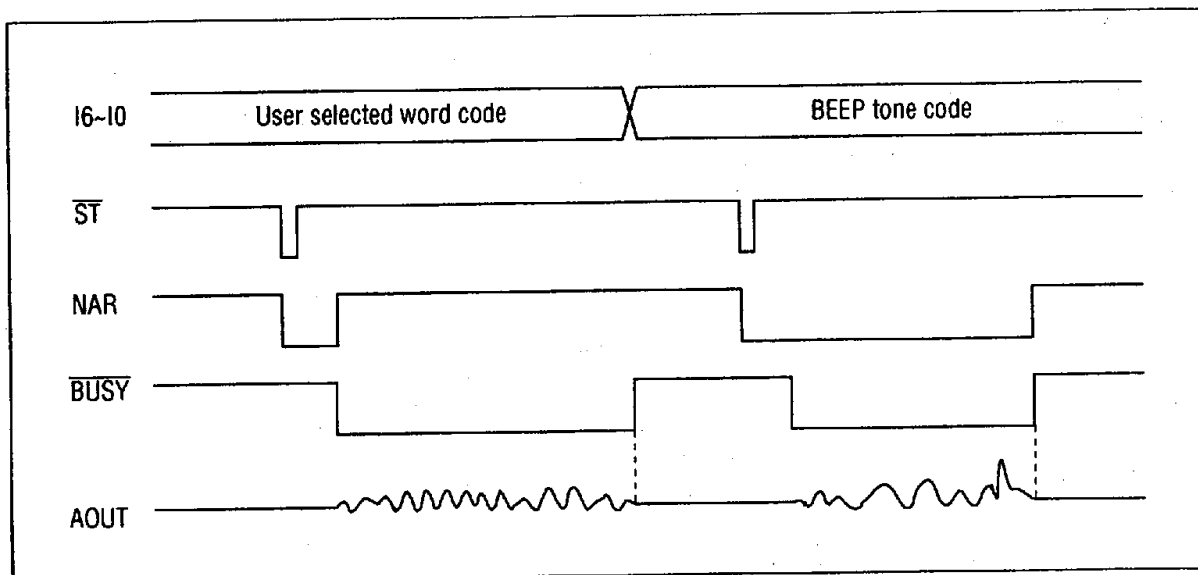 I6~I0 User selected word code BEEP tone code
ST
NAR
BUSY
AOUT